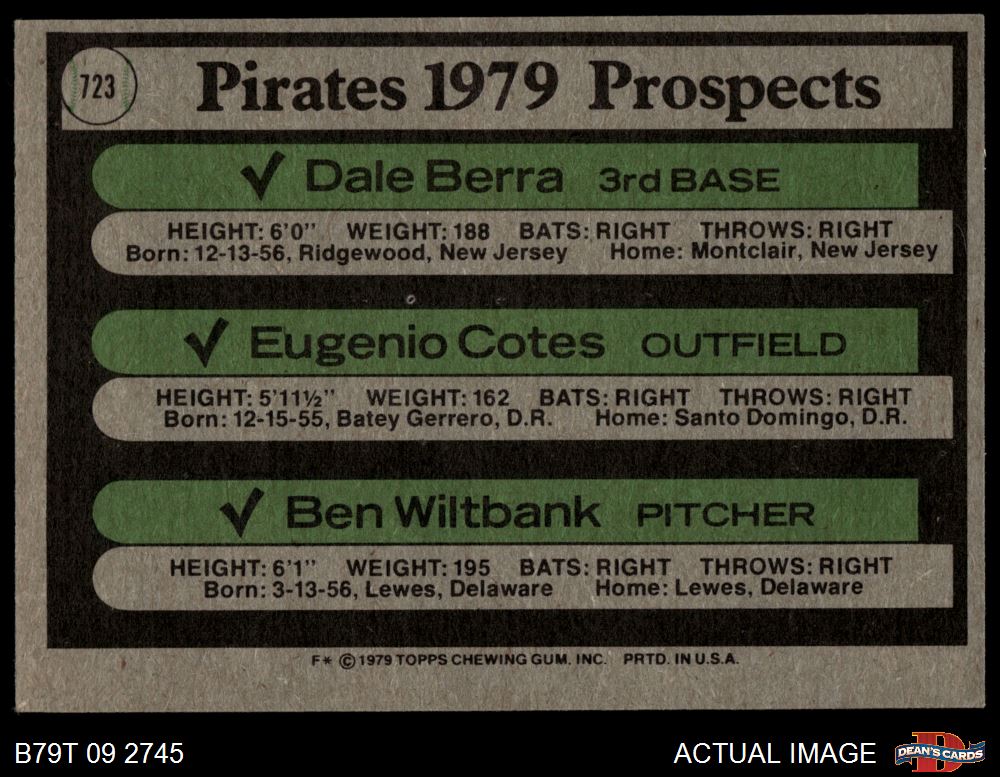 723
Pirates 1979 Prospects
✓ Dale Berra 3rd BASE
HEIGHT: 6'0" WEIGHT: 188 BATS: RIGHT THROWS: RIGHT
Born: 12-13-56, Ridgewood, New Jersey Home: Montclair, New Jersey
✓ Eugenio Cotes OUTFIELD
HEIGHT: 5'11½" WEIGHT: 162 BATS: RIGHT THROWS: RIGHT
Born: 12-15-55, Batey Gerrero, D.R. Home: Santo Domingo, D.R.
✓ Ben Wiltbank PITCHER
HEIGHT: 6'1" WEIGHT: 195 BATS: RIGHT THROWS: RIGHT
Born: 3-13-56, Lewes, Delaware Home: Lewes, Delaware
F* © 1979 TOPPS CHEWING GUM, INC. PRTD. IN U.S.A.
B79T 09 2745
ACTUAL IMAGE
D
DEAN'S CARDS